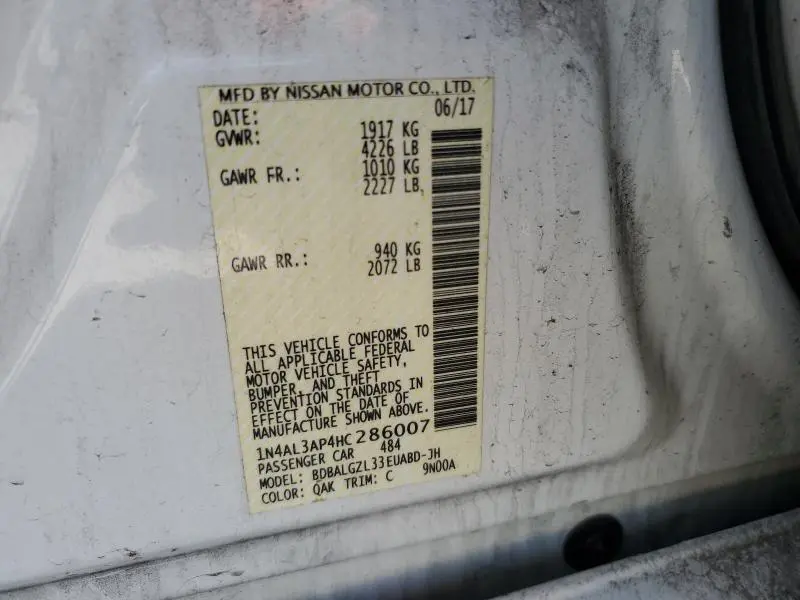 MFD BY NISSAN MOTOR CO., LTD.
DATE: 06/17
GVWR: 1917 KG
4226 LB
GAWR FR.: 1010 KG
2227 LB
GAWR RR.: 940 KG
2072 LB
THIS VEHICLE CONFORMS TO
ALL APPLICABLE FEDERAL
MOTOR VEHICLE SAFETY,
BUMPER, AND THEFT
PREVENTION STANDARDS IN
EFFECT ON THE DATE OF
MANUFACTURE SHOWN ABOVE.
1N4AL3AP4HC286007
PASSENGER CAR 484
MODEL: BDBALGZL33EUABD-JH
COLOR: QAK TRIM: C 9N00A